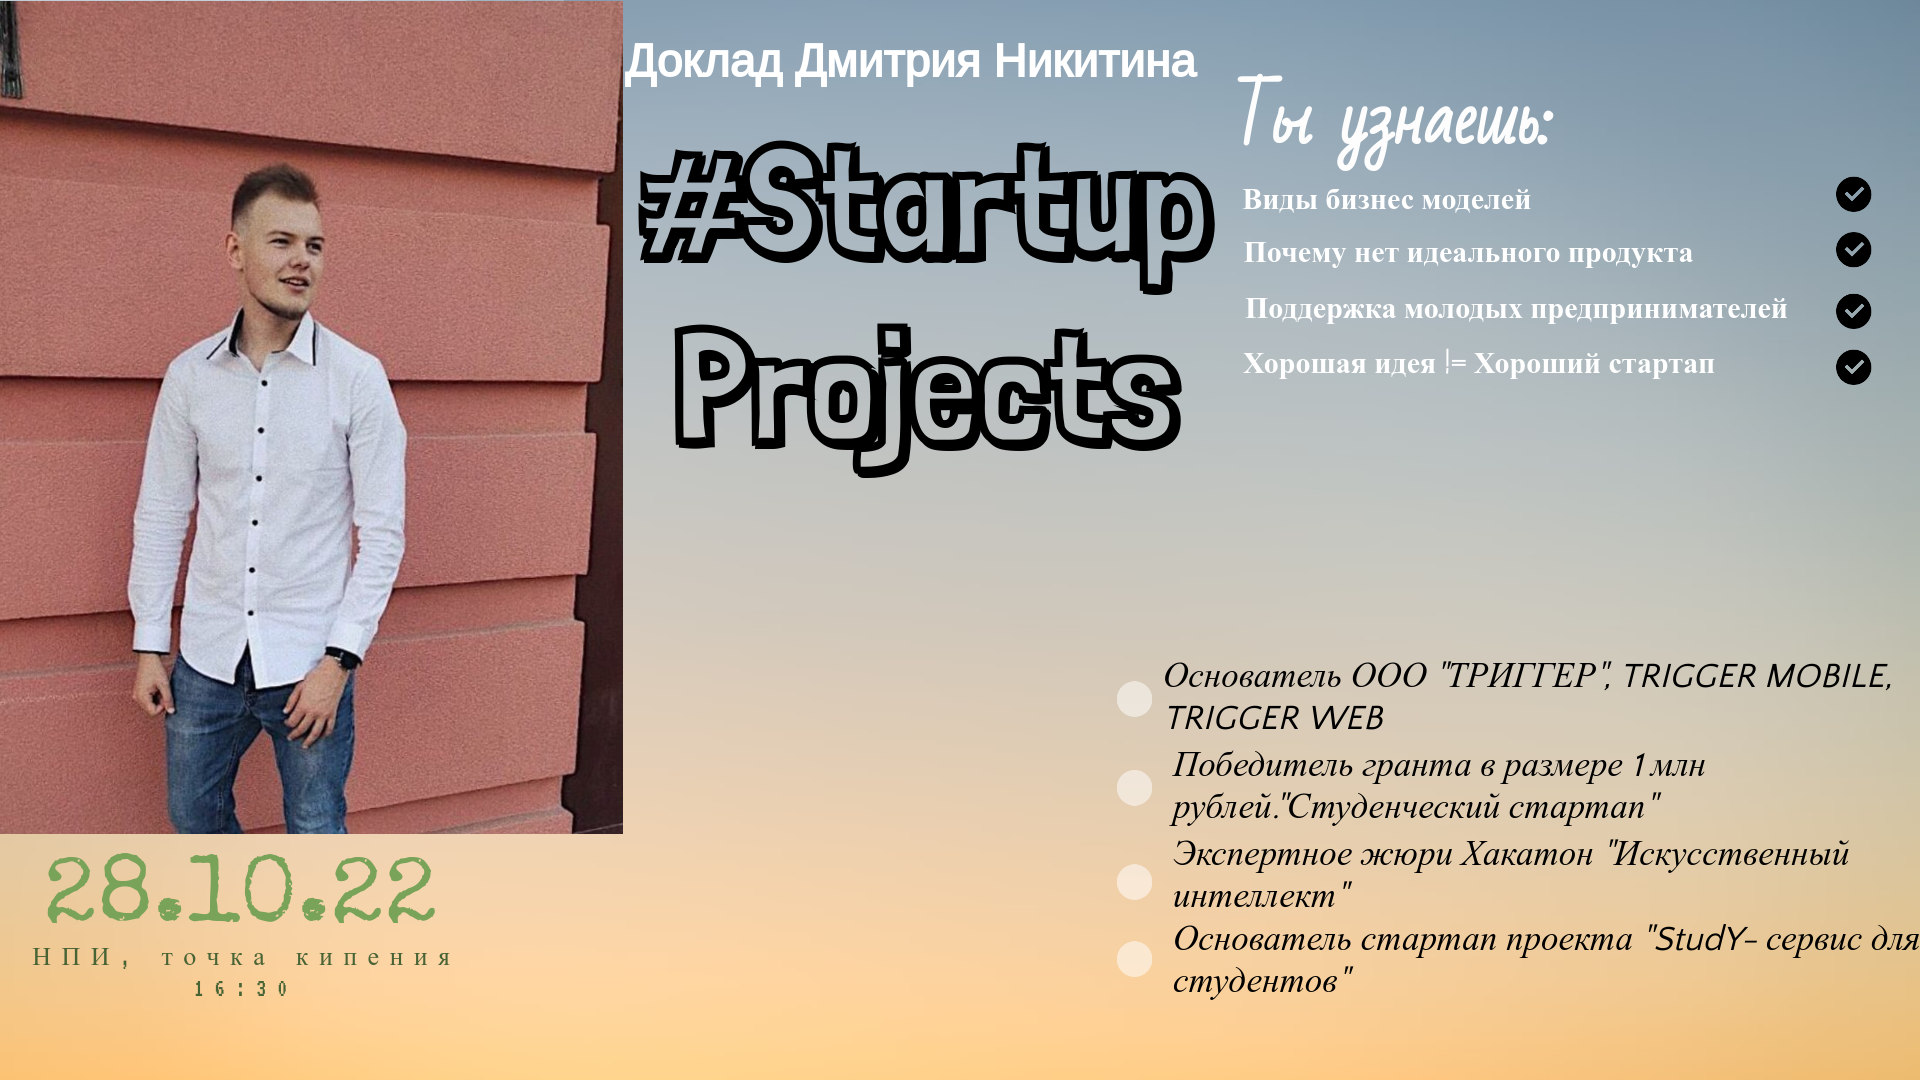 Доклад Дмитрия Никитина
#Startup
Projects
Ты узнаешь:
Виды бизнес моделей
Почему нет идеального продукта
Поддержка молодых предпринимателей
Хорошая идея != Хороший стартап
Основатель ООО "ТРИГГЕР", TRIGGER MOBILE,
TRIGGER WEB
Победитель гранта в размере 1 млн
рублей."Студенческий стартап"
Экспертное жюри Хакатон "Искусственный
интеллект"
Основатель стартап проекта "StudY- сервис для
студентов"
28.10.22
НПИ, точка кипения
16:30